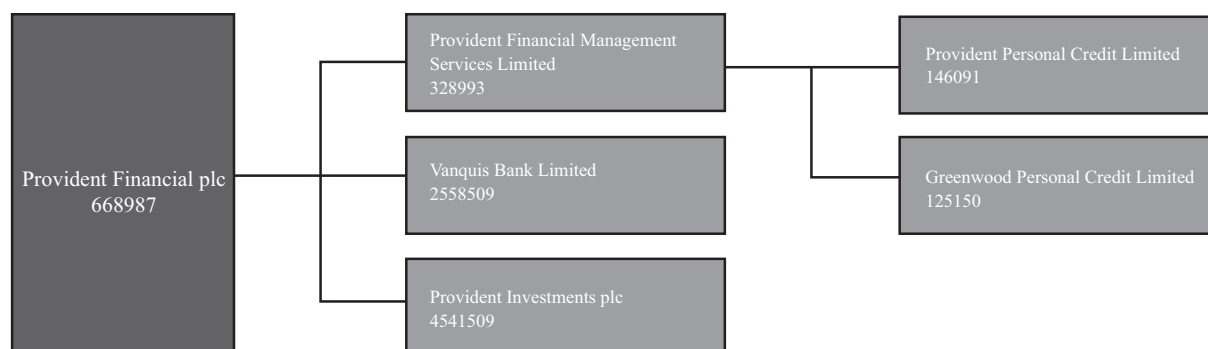 Provident Financial plc
668987
Provident Financial Management
Services Limited
328993
Vanquis Bank Limited
2558509
Provident Investments plc
4541509
Provident Personal Credit Limited
146091
Greenwood Personal Credit Limited
125150